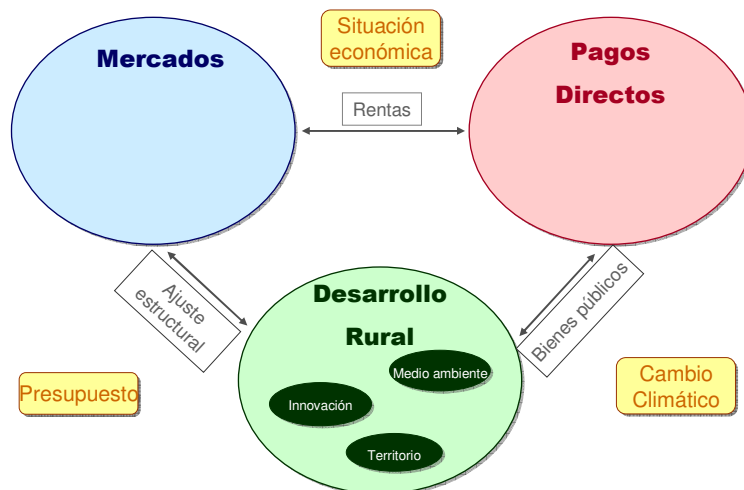 Situación
económica
Mercados
Pagos
Directos
Rentas
Ajuste
estructural
Bienes públicos
Desarrollo
Rural
Medio ambiente
Innovación
Territorio
Presupuesto
Cambio
Climático